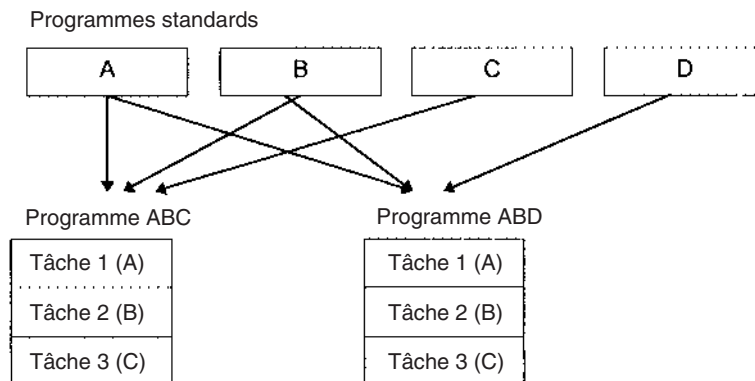 Programmes standards
A B C D
Programme ABC Programme ABD
Tâche 1 (A) Tâche 1 (A)
Tâche 2 (B) Tâche 2 (B)
Tâche 3 (C) Tâche 3 (C)